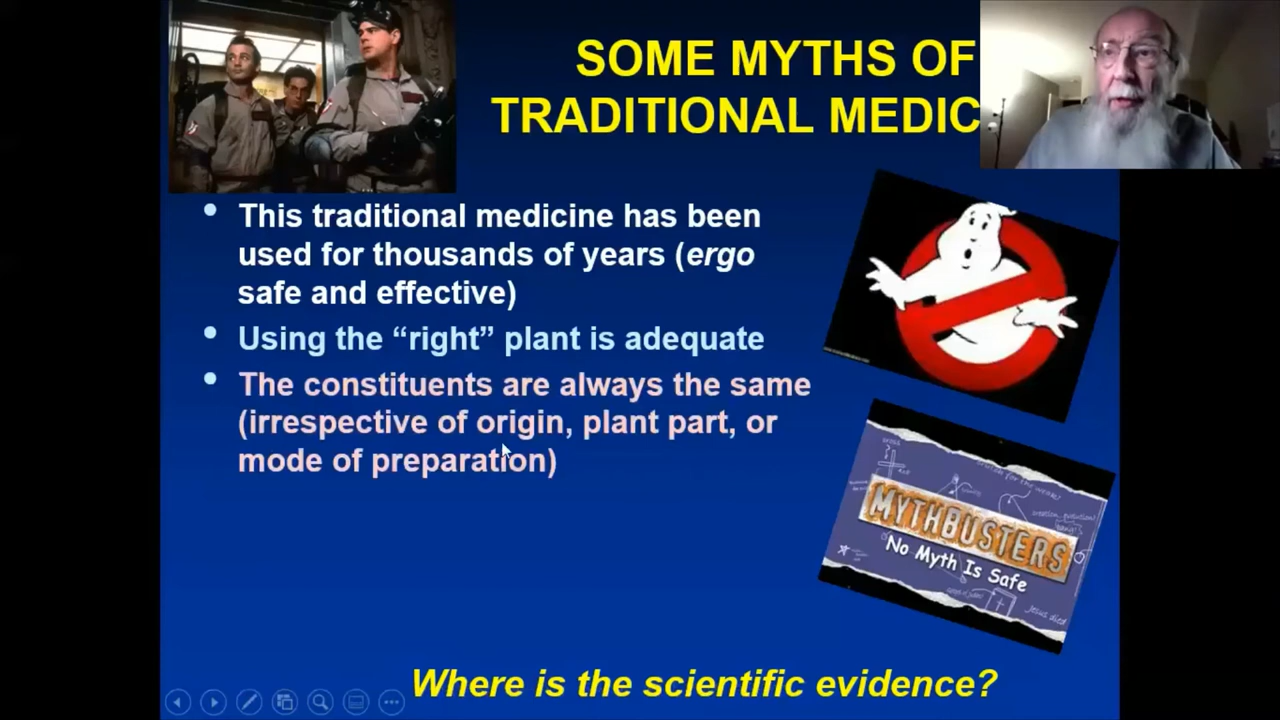 SOME MYTHS OF
TRADITIONAL MEDIC
• This traditional medicine has been
used for thousands of years (ergo
safe and effective)
• Using the “right” plant is adequate
• The constituents are always the same
(irrespective of origin, plant part, or
mode of preparation)
MYTHBUSTERS
No Myth Is Safe
Jesus died
Where is the scientific evidence?